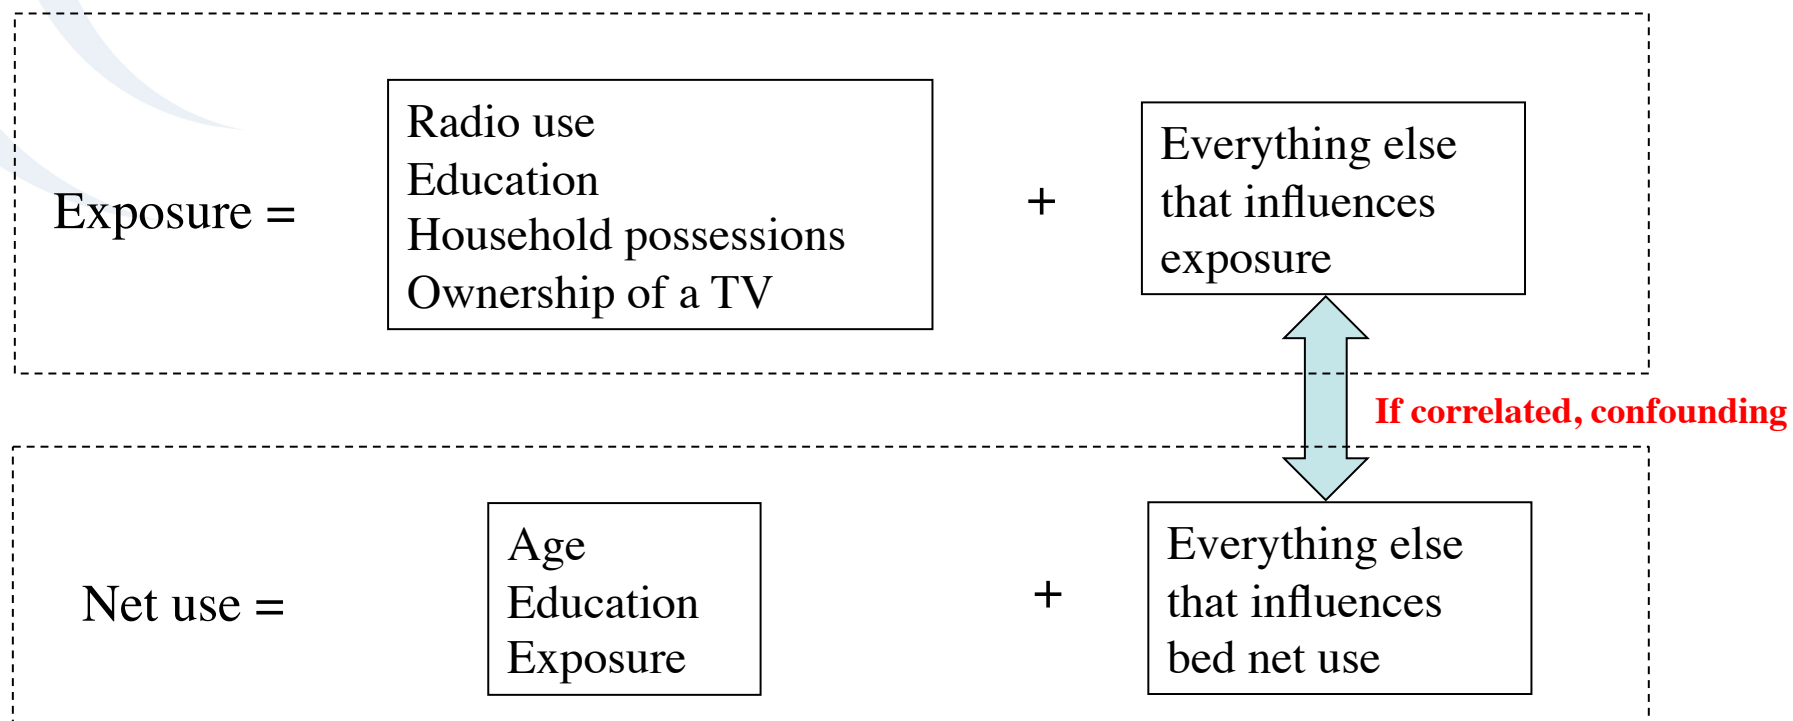 Radio use
Education
Exposure =
Household possessions
Ownership of a TV
+
Everything else
that influences
exposure
If correlated, confounding
Net use =
Age
Education
Exposure
+
Everything else
that influences
bed net use